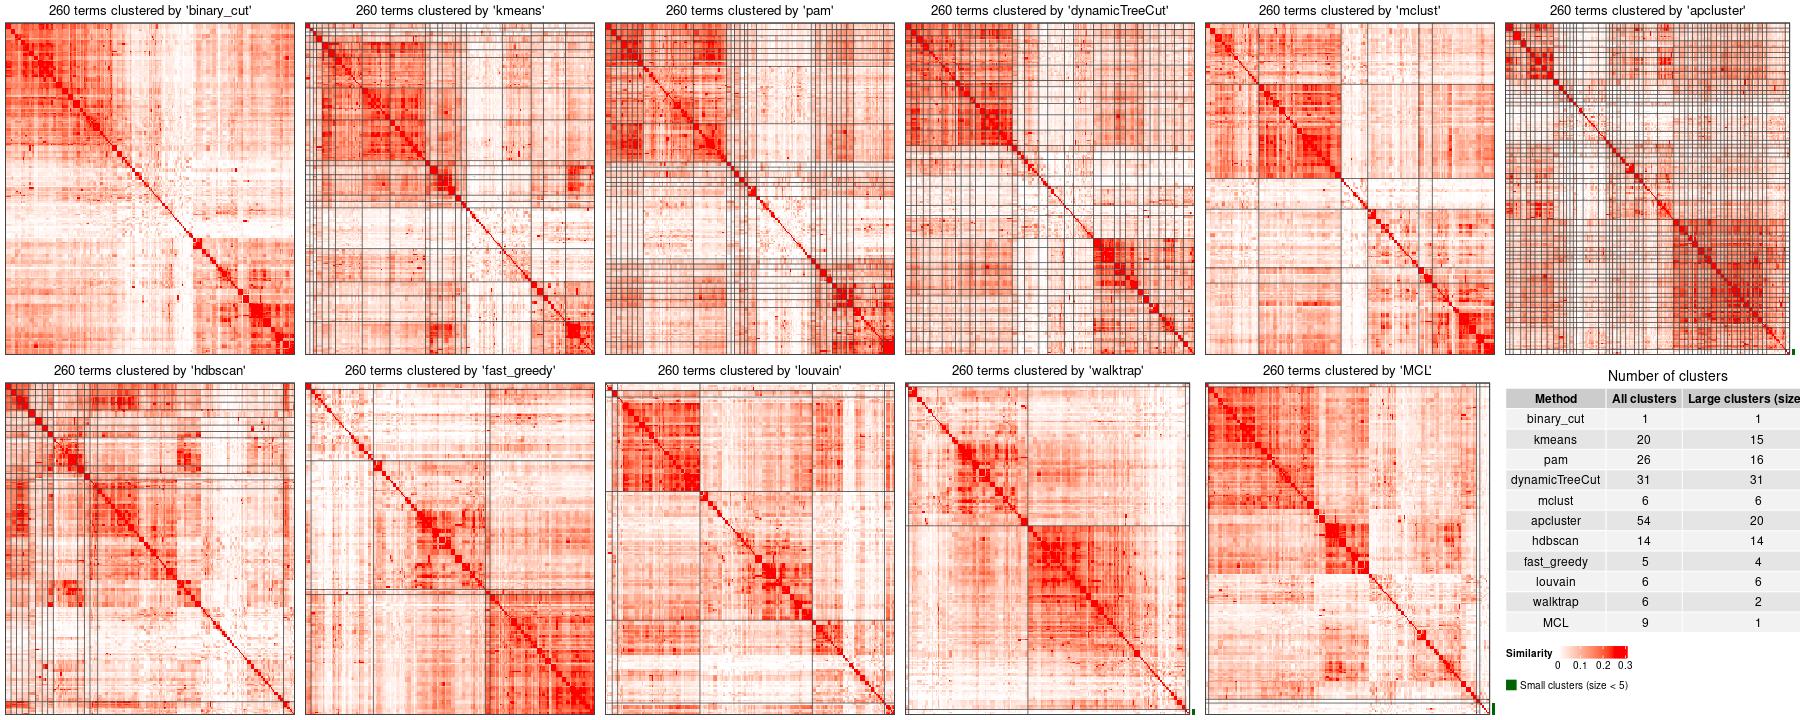 260 terms clustered by 'binary_cut'
260 terms clustered by 'kmeans'
260 terms clustered by 'pam'
260 terms clustered by 'dynamicTreeCut'
260 terms clustered by 'mclust'
260 terms clustered by 'apcluster'
260 terms clustered by 'hdbscan'
260 terms clustered by 'fast_greedy'
260 terms clustered by 'louvain'
260 terms clustered by 'walktrap'
260 terms clustered by 'MCL'
Number of clusters
Method All clusters Large clusters (size
binary_cut 1 1
kmeans 20 15
pam 26 16
dynamicTreeCut 31 31
mclust 6 6
apcluster 54 20
hdbscan 14 14
fast_greedy 5 4
louvain 6 6
walktrap 6 2
MCL 9 1
Similarity
0 0.1 0.2 0.3
Small clusters (size < 5)